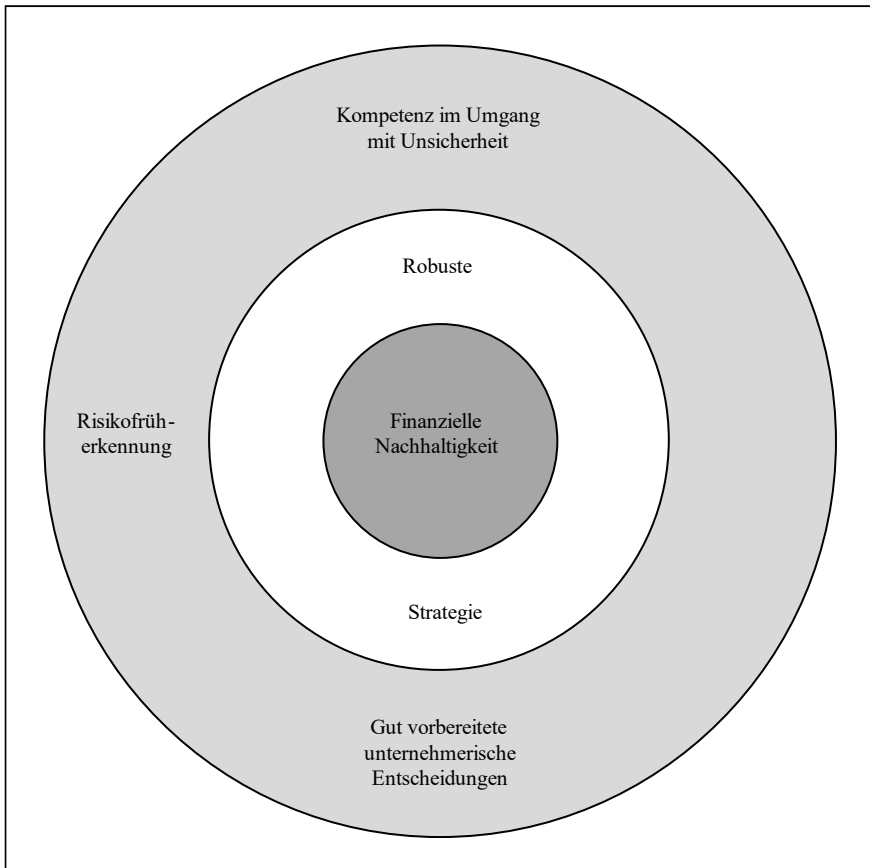 Kompetenz im Umgang
mit Unsicherheit
Robuste
Risikofrüh-
erkennung
Finanzielle
Nachhaltigkeit
Strategie
Gut vorbereitete
unternehmerische
Entscheidungen